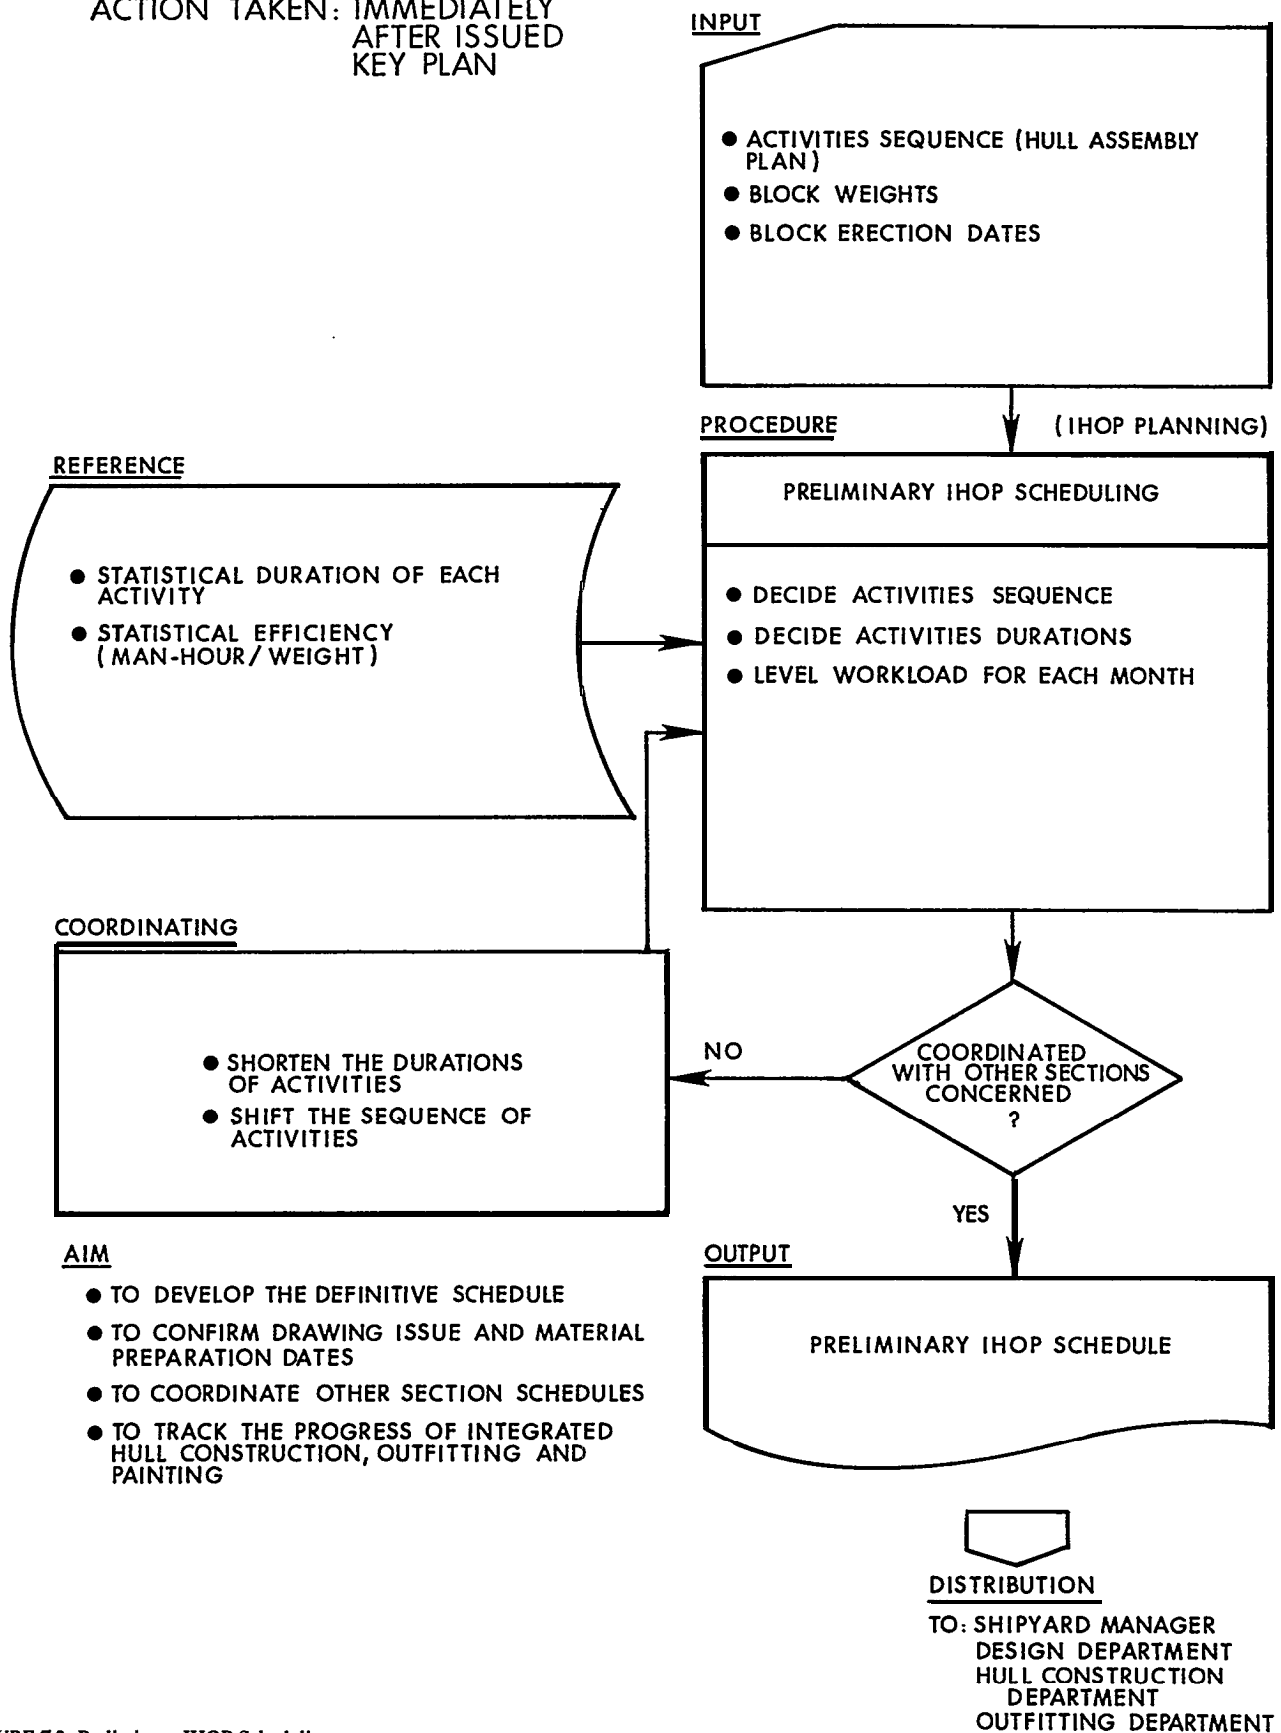 ACTION TAKEN: IMMEDIATELY
AFTER ISSUED
KEY PLAN
INPUT
● ACTIVITIES SEQUENCE (HULL ASSEMBLY
PLAN)
● BLOCK WEIGHTS
● BLOCK ERECTION DATES
PROCEDURE
(IHOP PLANNING)
PRELIMINARY IHOP SCHEDULING
● DECIDE ACTIVITIES SEQUENCE
● DECIDE ACTIVITIES DURATIONS
● LEVEL WORKLOAD FOR EACH MONTH
REFERENCE
● STATISTICAL DURATION OF EACH
ACTIVITY
● STATISTICAL EFFICIENCY
(MAN-HOUR/WEIGHT)
COORDINATING
● SHORTEN THE DURATIONS
OF ACTIVITIES
● SHIFT THE SEQUENCE OF
ACTIVITIES
NO
COORDINATED
WITH OTHER SECTIONS
CONCERNED
?
YES
AIM
● TO DEVELOP THE DEFINITIVE SCHEDULE
● TO CONFIRM DRAWING ISSUE AND MATERIAL
PREPARATION DATES
● TO COORDINATE OTHER SECTION SCHEDULES
● TO TRACK THE PROGRESS OF INTEGRATED
HULL CONSTRUCTION, OUTFITTING AND
PAINTING
OUTPUT
PRELIMINARY IHOP SCHEDULE
DISTRIBUTION
TO: SHIPYARD MANAGER
DESIGN DEPARTMENT
HULL CONSTRUCTION
DEPARTMENT
OUTFITTING DEPARTMENT